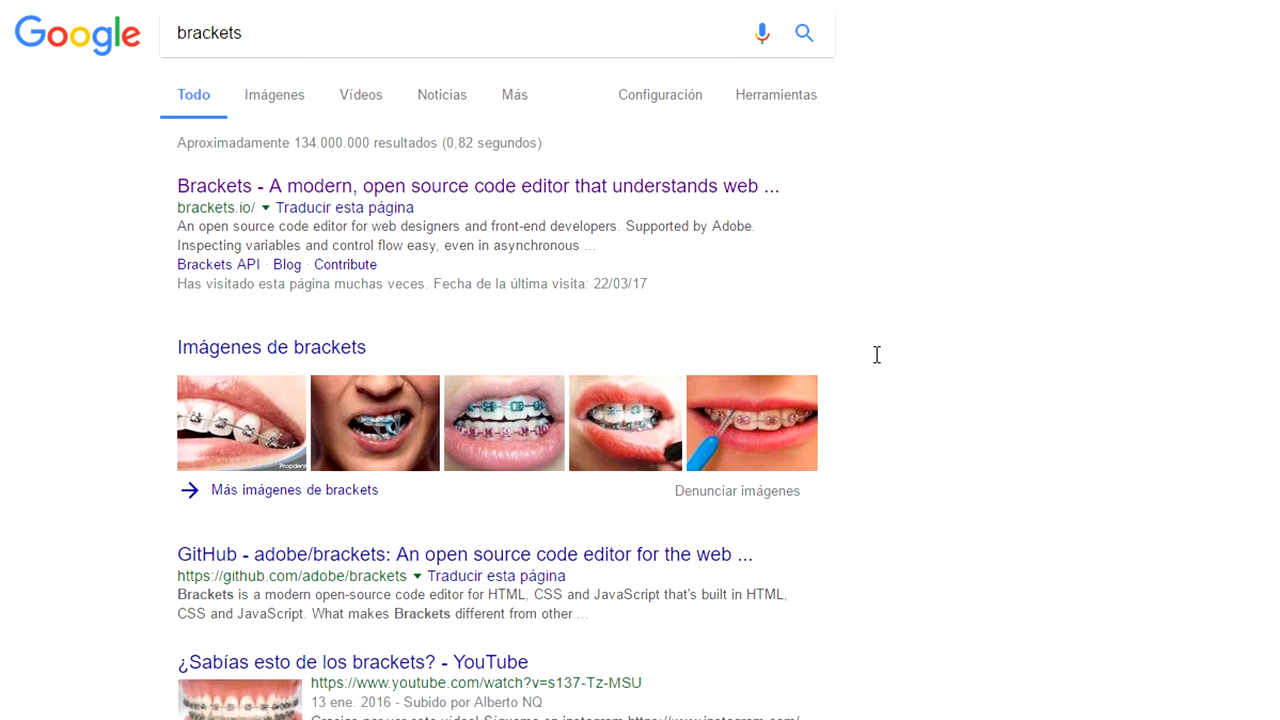 Google
brackets
Todo Imágenes Vídeos Noticias Más Configuración Herramientas
Aproximadamente 134.000.000 resultados (0,82 segundos)
Brackets - A modern, open source code editor that understands web ...
brackets.io/ Traducir esta página
An open source code editor for web designers and front-end developers. Supported by Adobe.
Inspecting variables and control flow easy, even in asynchronous ...
Brackets API · Blog · Contribute
Has visitado esta página muchas veces. Fecha de la última visita: 22/03/17
Imágenes de brackets
Más imágenes de brackets Denunciar imágenes
GitHub - adobe/brackets: An open source code editor for the web ...
https://github.com/adobe/brackets Traducir esta página
Brackets is a modern open-source code editor for HTML, CSS and JavaScript that's built in HTML,
CSS and JavaScript. What makes Brackets different from other ...
¿Sabías esto de los brackets? - YouTube
https://www.youtube.com/watch?v=s137-Tz-MSU
13 ene. 2016 - Subido por Alberto NQ